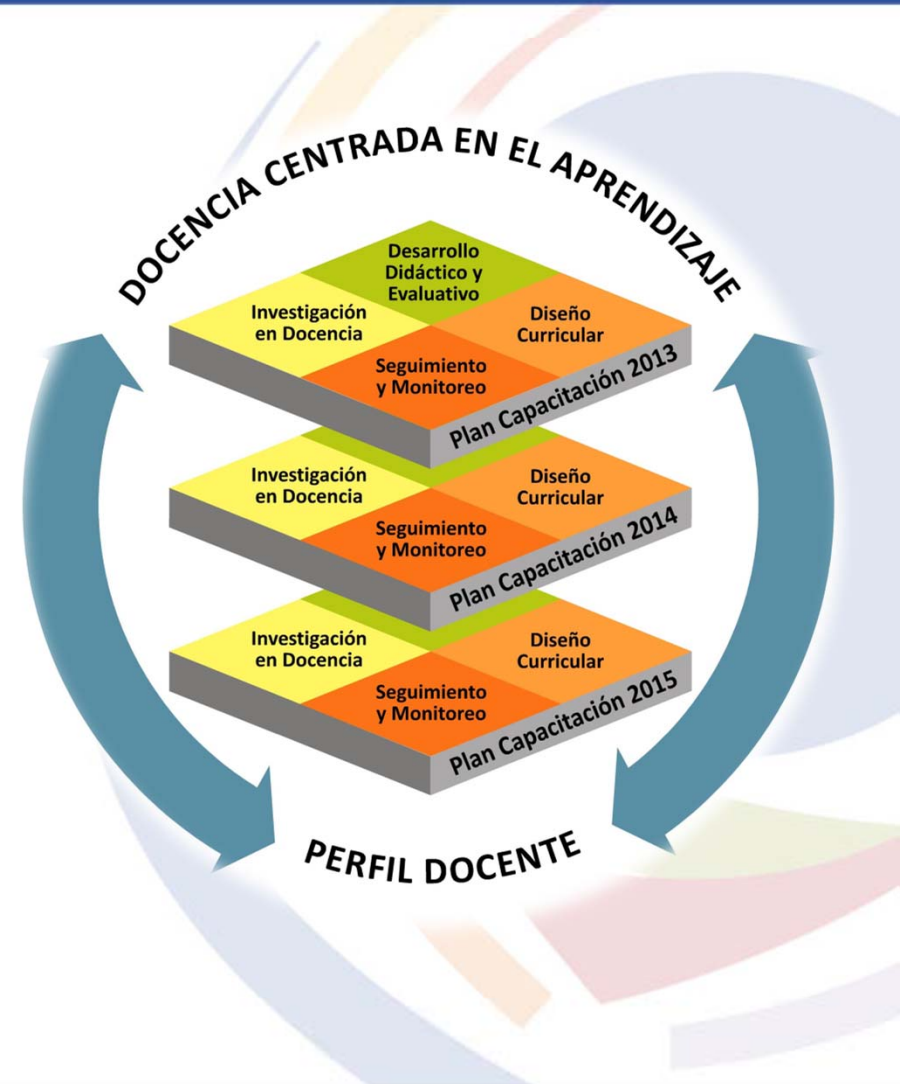 DOCENCIA CENTRADA EN EL APRENDIZAJE
Desarrollo
Didáctico y
Evaluativo
Investigación
en Docencia
Diseño
Curricular
Seguimiento
y Monitoreo
Plan Capacitación 2013
Investigación
en Docencia
Diseño
Curricular
Seguimiento
y Monitoreo
Plan Capacitación 2014
Investigación
en Docencia
Diseño
Curricular
Seguimiento
y Monitoreo
Plan Capacitación 2015
PERFIL DOCENTE